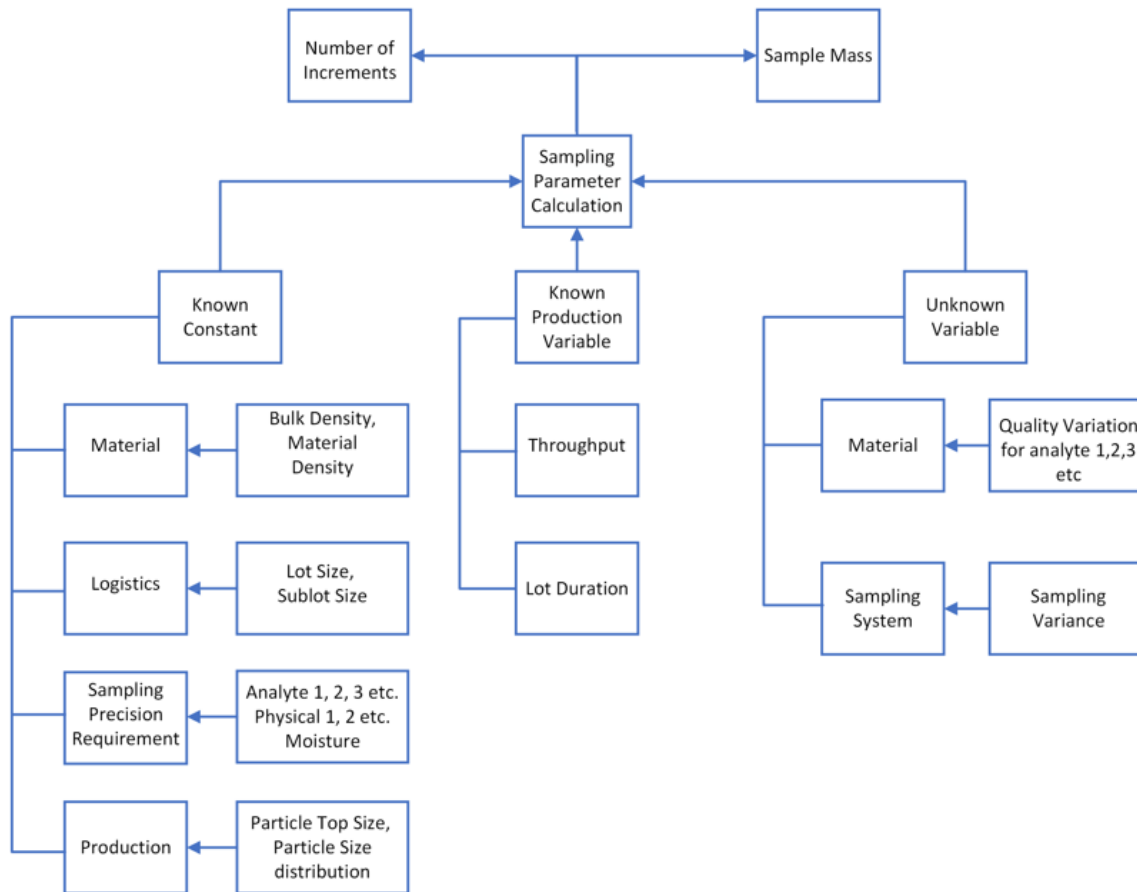 Number of
Increments
Sample Mass
Sampling
Parameter
Calculation
Known
Constant
Known
Production
Variable
Unknown
Variable
Material
Bulk Density,
Material
Density
Throughput
Material
Quality Variation
for analyte 1,2,3
etc
Logistics
Lot Size,
Sublot Size
Lot Duration
Sampling
System
Sampling
Variance
Sampling
Precision
Requirement
Analyte 1, 2, 3 etc.
Physical 1, 2 etc.
Moisture
Production
Particle Top Size,
Particle Size
distribution